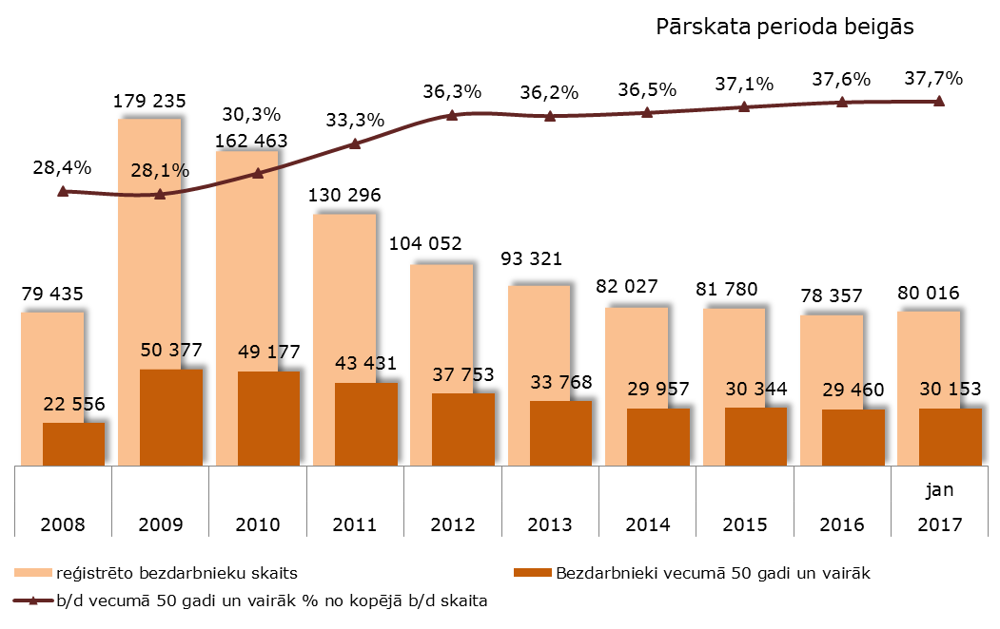 Pārskata perioda beigās
28,4% 28,1% 30,3% 33,3% 36,3% 36,2% 36,5% 37,1% 37,6% 37,7%
79 435 179 235 162 463 130 296 104 052 93 321 82 027 81 780 78 357 80 016
22 556 50 377 49 177 43 431 37 753 33 768 29 957 30 344 29 460 30 153
jan
2008 2009 2010 2011 2012 2013 2014 2015 2016 2017
reģistrēto bezdarbnieku skaits
Bezdarbnieki vecumā 50 gadi un vairāk
b/d vecumā 50 gadi un vairāk % no kopējā b/d skaita